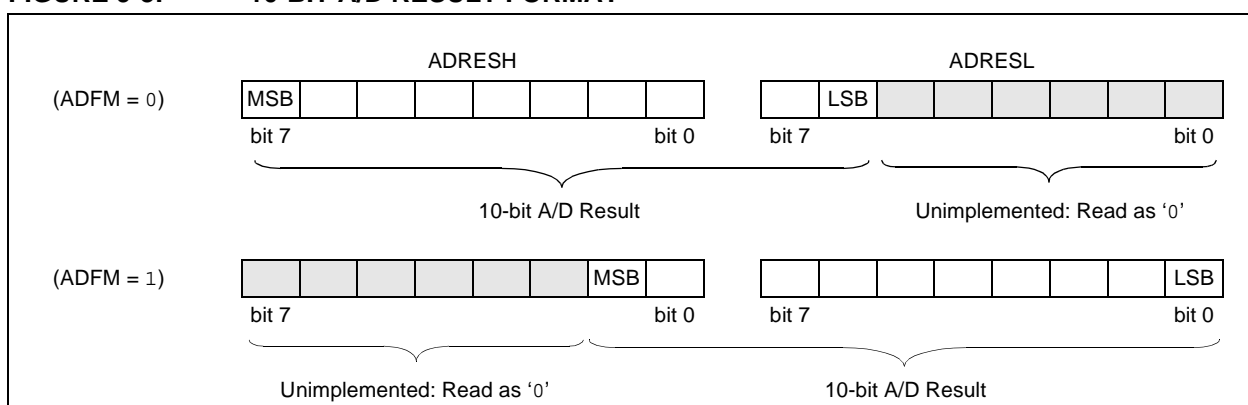 FIGURE 9-3: 10-BIT A/D RESULT FORMAT
ADRESH ADRESL
(ADFM = 0) MSB LSB
bit 7 bit 0 bit 7 bit 0
10-bit A/D Result Unimplemented: Read as ‘0’
(ADFM = 1) MSB LSB
bit 7 bit 0 bit 7 bit 0
Unimplemented: Read as ‘0’ 10-bit A/D Result